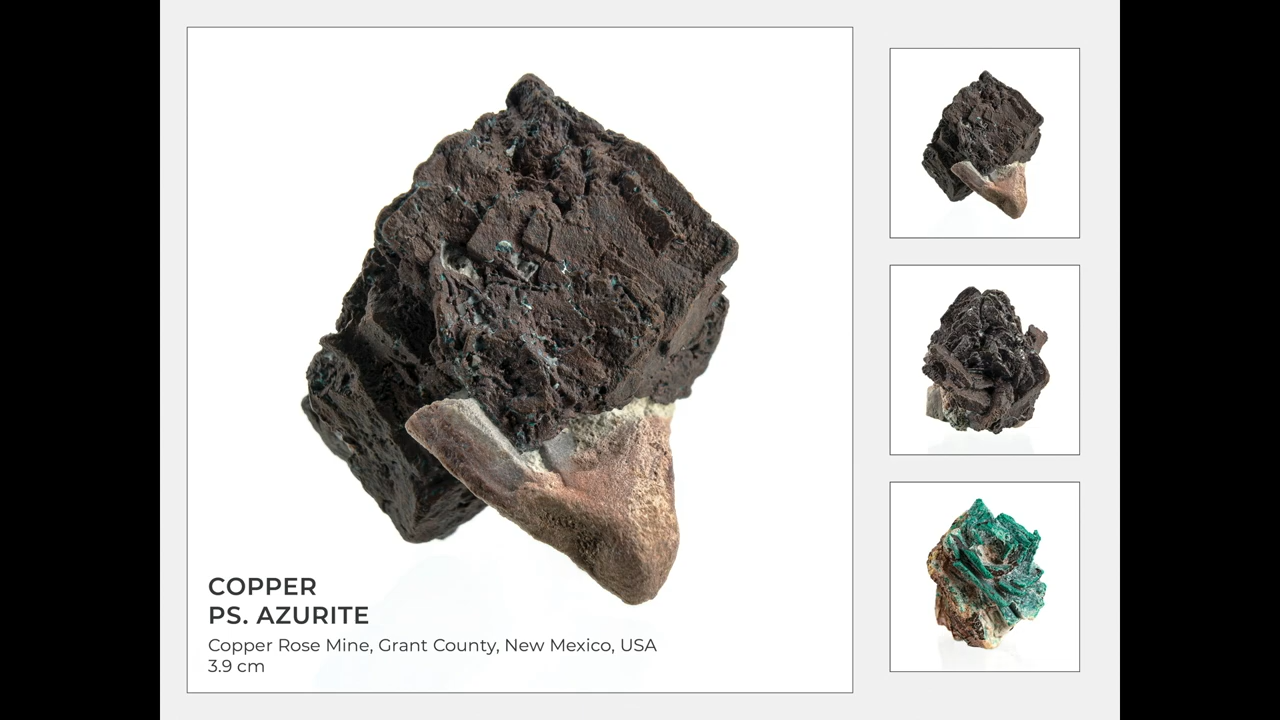 COPPER
PS. AZURITE
Copper Rose Mine, Grant County, New Mexico, USA
3.9 cm